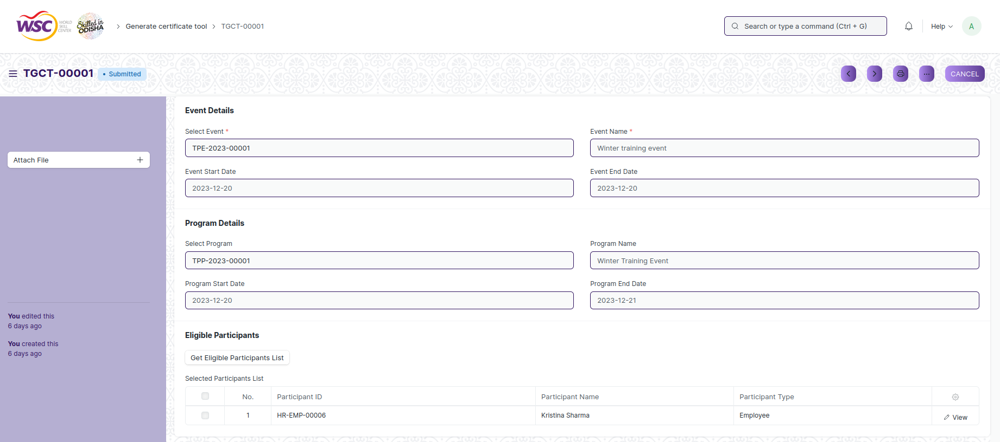 WSC WORLD SKILL CENTER
Skilled in ODISHA
Generate certificate tool
TGCT-00001
Search or type a command (Ctrl + G)
Help
A
TGCT-00001
Submitted
CANCEL
Attach File
You edited this
6 days ago
You created this
6 days ago
Event Details
Select Event *
Event Name *
TPE-2023-00001
Winter training event
Event Start Date
Event End Date
2023-12-20
2023-12-20
Program Details
Select Program
Program Name
TPP-2023-00001
Winter Training Event
Program Start Date
Program End Date
2023-12-20
2023-12-21
Eligible Participants
Get Eligible Participants List
Selected Participants List
No. Participant ID Participant Name Participant Type
1 HR-EMP-00006 Kristina Sharma Employee View